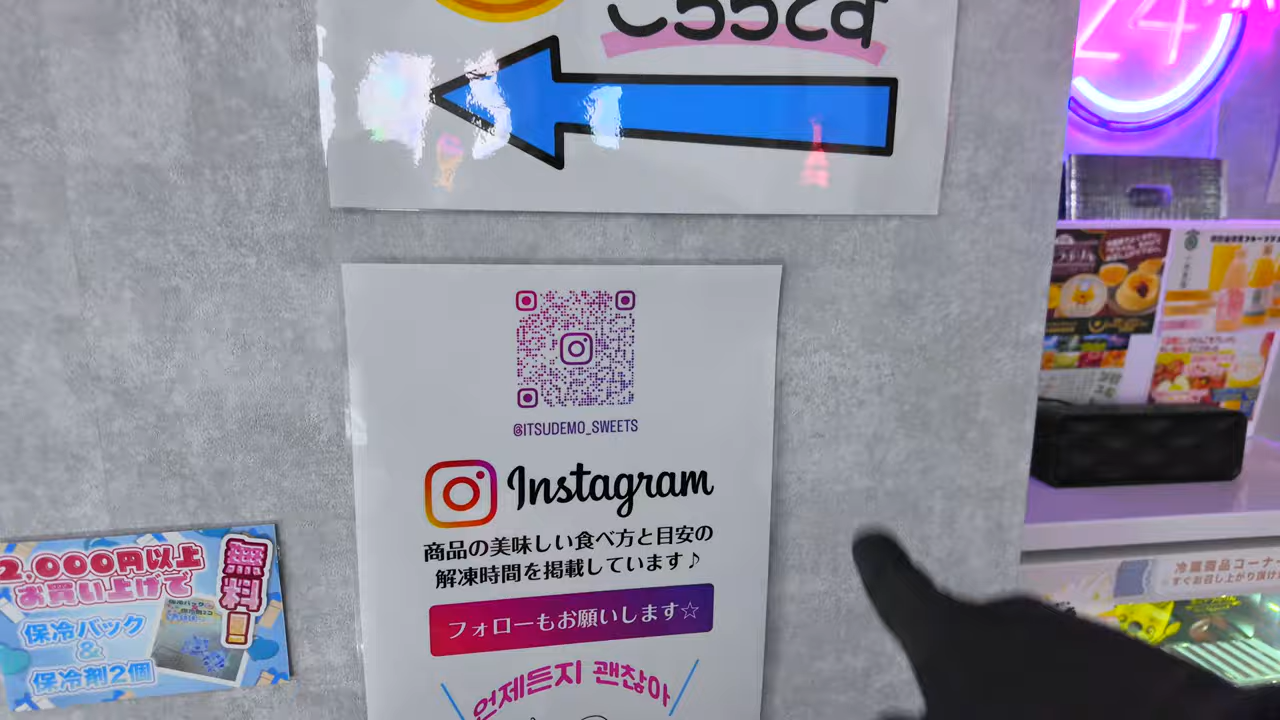 こちらです
24
@ITSUDEMO_SWEETS
Instagram
商品の美味しい食べ方と目安の
解凍時間を掲載しています♪
フォローもお願いします☆
언제든지 괜찮아
2,000円以上
お買い上げで
無料!
保冷バック
&
保冷剤2個
冷蔵商品コーナー